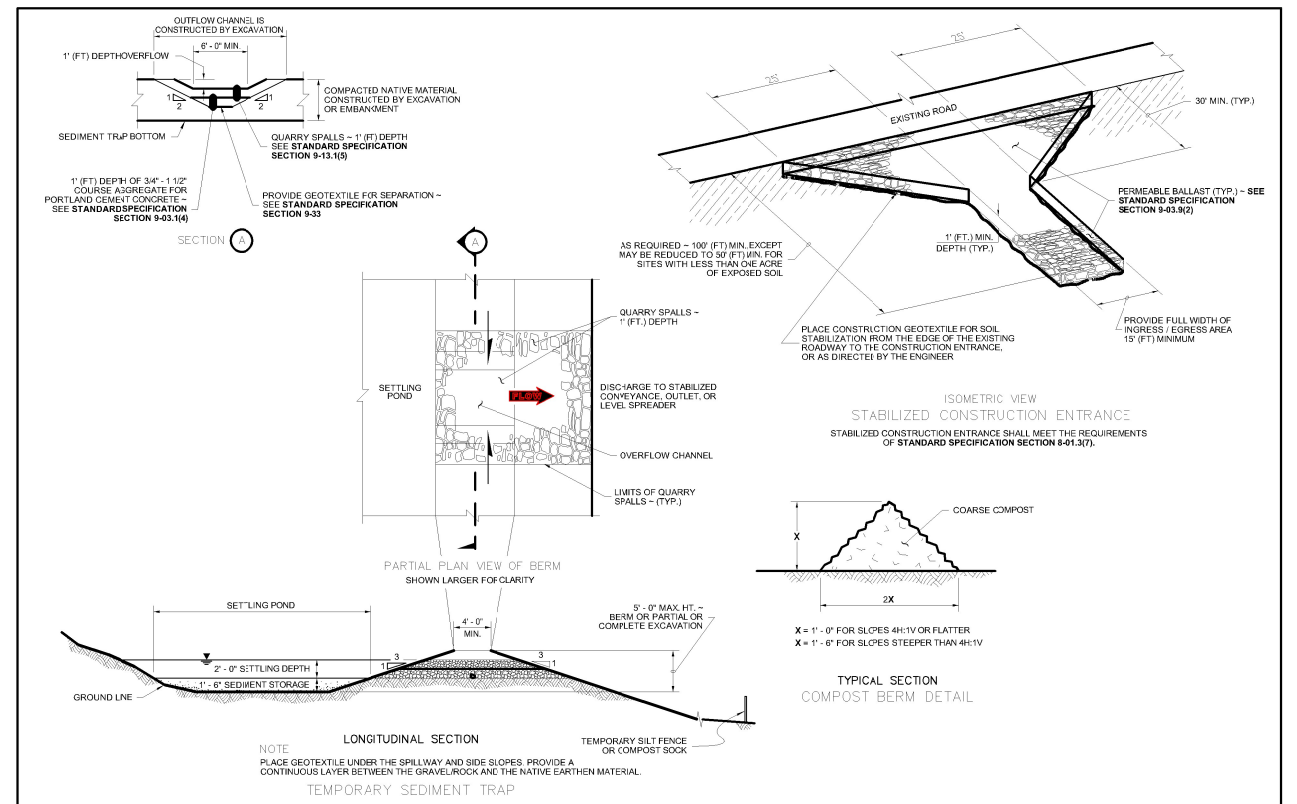 OUTFLOW CHANNEL IS
CONSTRUCTED BY EXCAVATION
6' - 0" MIN.
1' (FT) DEPTHOVERFLOW
1
2
1
2
COMPACTED NATIVE MATERIAL
CONSTRUCTED BY EXCAVATION
OR EMBANKMENT
SEDIMENT TRAP BOTTOM
QUARRY SPALLS ~ 1' (FT) DEPTH
SEE STANDARD SPECIFICATION
SECTION 9-13.1(5)
1' (FT) DEPTH OF 3/4" - 1 1/2"
COURSE AGGREGATE FOR
PORTLAND CEMENT CONCRETE ~
SEE STANDARDSPECIFICATION
SECTION 9-03.1(4)
PROVIDE GEOTEXTILE FOR SEPARATION ~
SEE STANDARD SPECIFICATION
SECTION 9-33
SECTION A
A
SETTLING
POND
FLOW
QUARRY SPALLS ~
1' (FT.) DEPTH
DISCHARGE TO STABILIZED
CONVEYANCE, OUTLET, OR
LEVEL SPREADER
OVERFLOW CHANNEL
LIMITS OF QUARRY
SPALLS ~ (TYP.)
PARTIAL PLAN VIEW OF BERM
SHOWN LARGER FOR CLARITY
SETTLING POND
4' - 0"
MIN.
5' - 0" MAX. HT. ~
BERM OR PARTIAL OR
COMPLETE EXCAVATION
3
1
3
1
2' - 0" SETTLING DEPTH
1' - 6" SEDIMENT STORAGE
GROUND LINE
TEMPORARY SILT FENCE
OR COMPOST SOCK
LONGITUDINAL SECTION
NOTE
PLACE GEOTEXTILE UNDER THE SPILLWAY AND SIDE SLOPES. PROVIDE A
CONTINUOUS LAYER BETWEEN THE GRAVEL/ROCK AND THE NATIVE EARTHEN MATERIAL.
TEMPORARY SEDIMENT TRAP
25'
25'
EXISTING ROAD
30' MIN. (TYP.)
PERMEABLE BALLAST (TYP.) ~ SEE
STANDARD SPECIFICATION
SECTION 9-03.9(2)
AS REQUIRED ~ 100' (FT) MIN., EXCEPT
MAY BE REDUCED TO 50' (FT) MIN. FOR
SITES WITH LESS THAN ONE ACRE
OF EXPOSED SOIL
1' (FT.) MIN.
DEPTH (TYP.)
PLACE CONSTRUCTION GEOTEXTILE FOR SOIL
STABILIZATION FROM THE EDGE OF THE EXISTING
ROADWAY TO THE CONSTRUCTION ENTRANCE,
OR AS DIRECTED BY THE ENGINEER
PROVIDE FULL WIDTH OF
INGRESS / EGRESS AREA
15' (FT) MINIMUM
ISOMETRIC VIEW
STABILIZED CONSTRUCTION ENTRANCE
STABILIZED CONSTRUCTION ENTRANCE SHALL MEET THE REQUIREMENTS
OF STANDARD SPECIFICATION SECTION 8-01.3(7).
COARSE COMPOST
X
2X
X = 1' - 0" FOR SLOPES 4H:1V OR FLATTER
X = 1' - 6" FOR SLOPES STEEPER THAN 4H:1V
TYPICAL SECTION
COMPOST BERM DETAIL